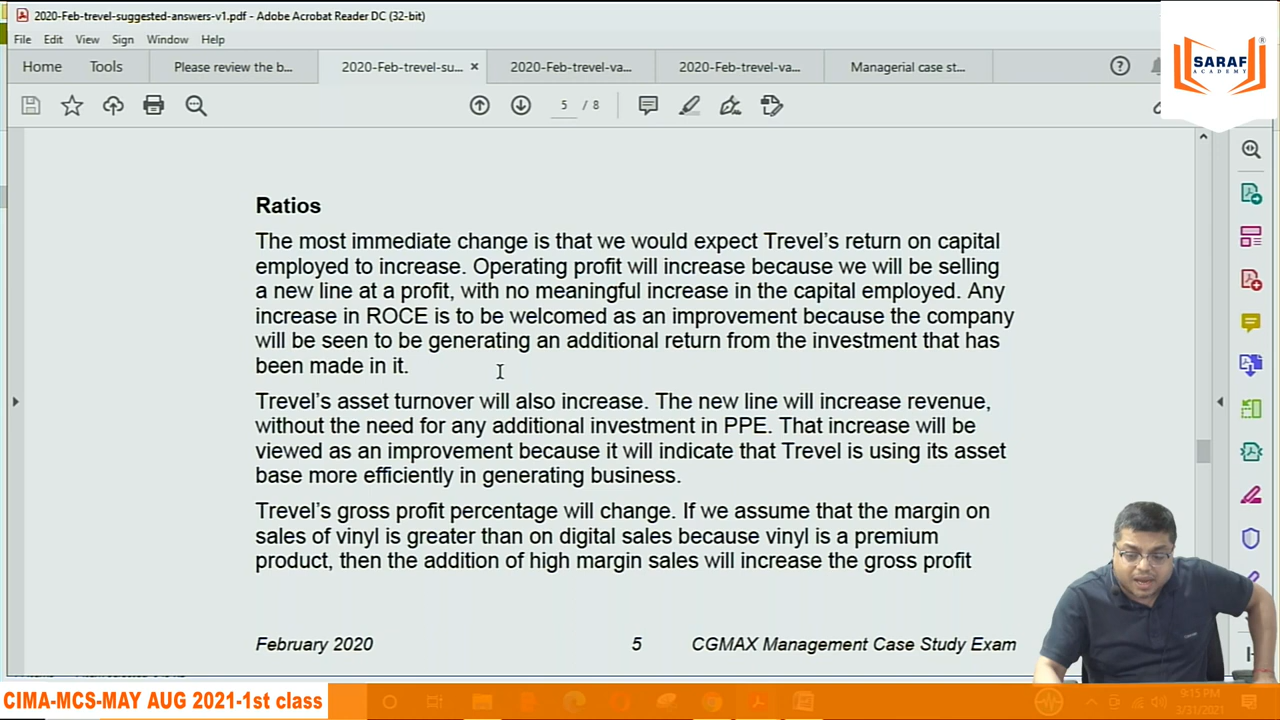 2020-Feb-trevel-suggested-answers-v1.pdf - Adobe Acrobat Reader DC (32-bit)
File Edit View Sign Window Help
Home Tools Please review the b... 2020-Feb-trevel-su... × 2020-Feb-trevel-va... 2020-Feb-trevel-va... Managerial case st...
5 / 8
SARAF
ACADEMY
Ratios
The most immediate change is that we would expect Trevel's return on capital
employed to increase. Operating profit will increase because we will be selling
a new line at a profit, with no meaningful increase in the capital employed. Any
increase in ROCE is to be welcomed as an improvement because the company
will be seen to be generating an additional return from the investment that has
been made in it.
Trevel's asset turnover will also increase. The new line will increase revenue,
without the need for any additional investment in PPE. That increase will be
viewed as an improvement because it will indicate that Trevel is using its asset
base more efficiently in generating business.
Trevel's gross profit percentage will change. If we assume that the margin on
sales of vinyl is greater than on digital sales because vinyl is a premium
product, then the addition of high margin sales will increase the gross profit
February 2020 5 CGMAX Management Case Study Exam
CIMA-MCS-MAY AUG 2021-1st class
9:15 PM
3/31/2021